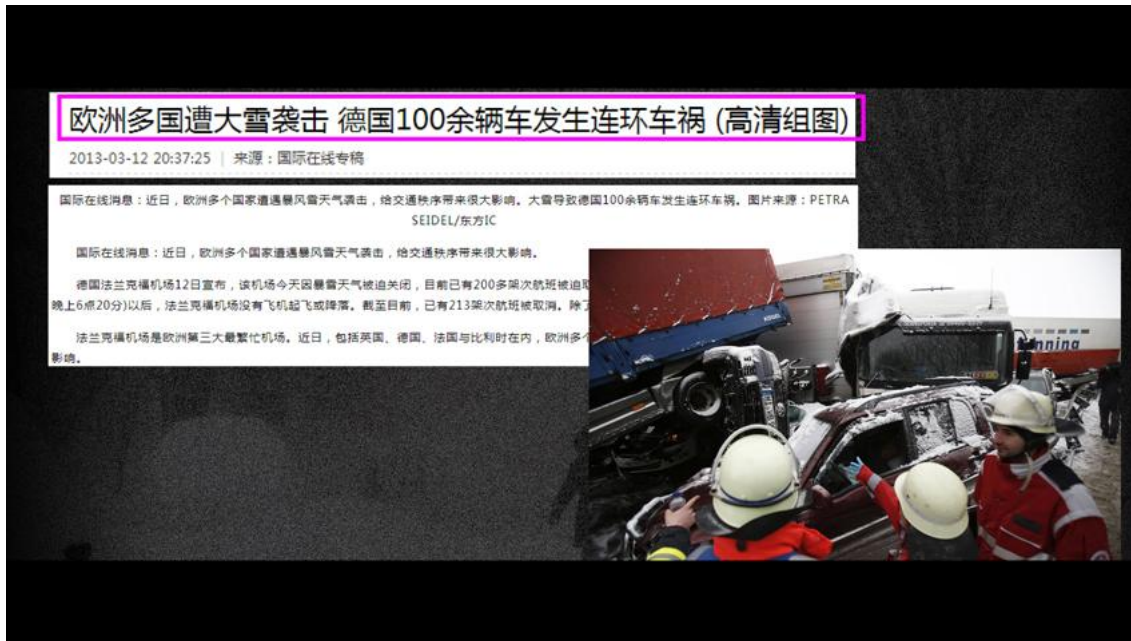 欧洲多国遭大雪袭击 德国100余辆车发生连环车祸 (高清组图)
2013-03-12 20:37:25 | 来源：国际在线专稿
国际在线消息：近日，欧洲多个国家遭遇暴风雪天气袭击，给交通秩序带来很大影响。大雪导致德国100余辆车发生连环车祸。图片来源：PETRA
SEIDEL/东方IC
国际在线消息：近日，欧洲多个国家遭遇暴风雪天气袭击，给交通秩序带来很大影响。
德国法兰克福机场12日宣布，该机场今天因暴雪天气被迫关闭，目前已有200多架次航班被迫取
晚上6点20分)以后，法兰克福机场没有飞机起飞或降落。截至目前，已有213架次航班被取消。除了
法兰克福机场是欧洲第三大最繁忙机场。近日，包括英国、德国、法国与比利时在内，欧洲多个
影响。